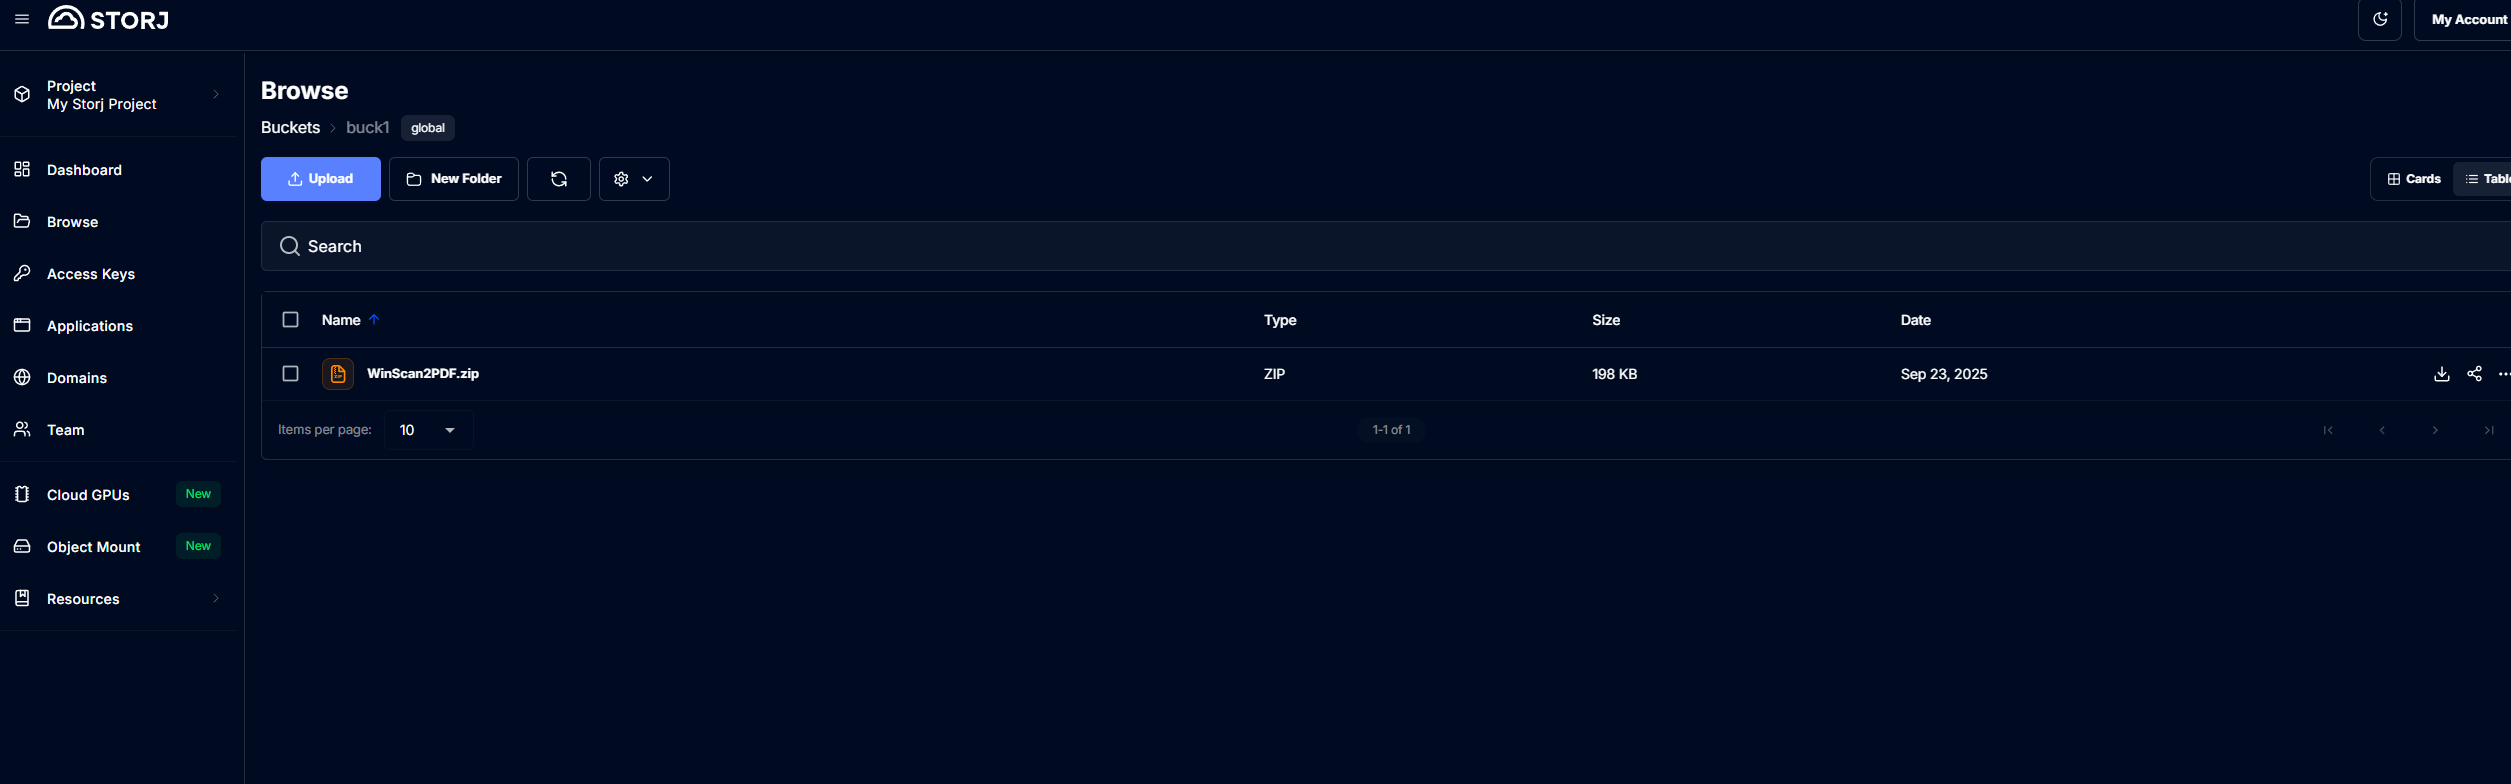 STORJ
My Account
Project
My Storj Project
Dashboard
Browse
Access Keys
Applications
Domains
Team
Cloud GPUs New
Object Mount New
Resources
Browse
Buckets > buck1 global
Upload New Folder
Cards Table
Search
Name Type Size Date
ZIP WinScan2PDF.zip ZIP 198 KB Sep 23, 2025
Items per page: 10 1-1 of 1